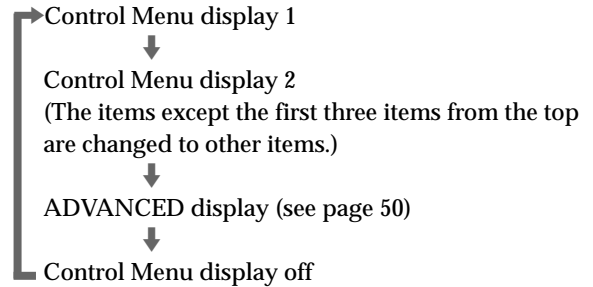 Control Menu display 1
Control Menu display 2
(The items except the first three items from the top
are changed to other items.)
ADVANCED display (see page 50)
Control Menu display off